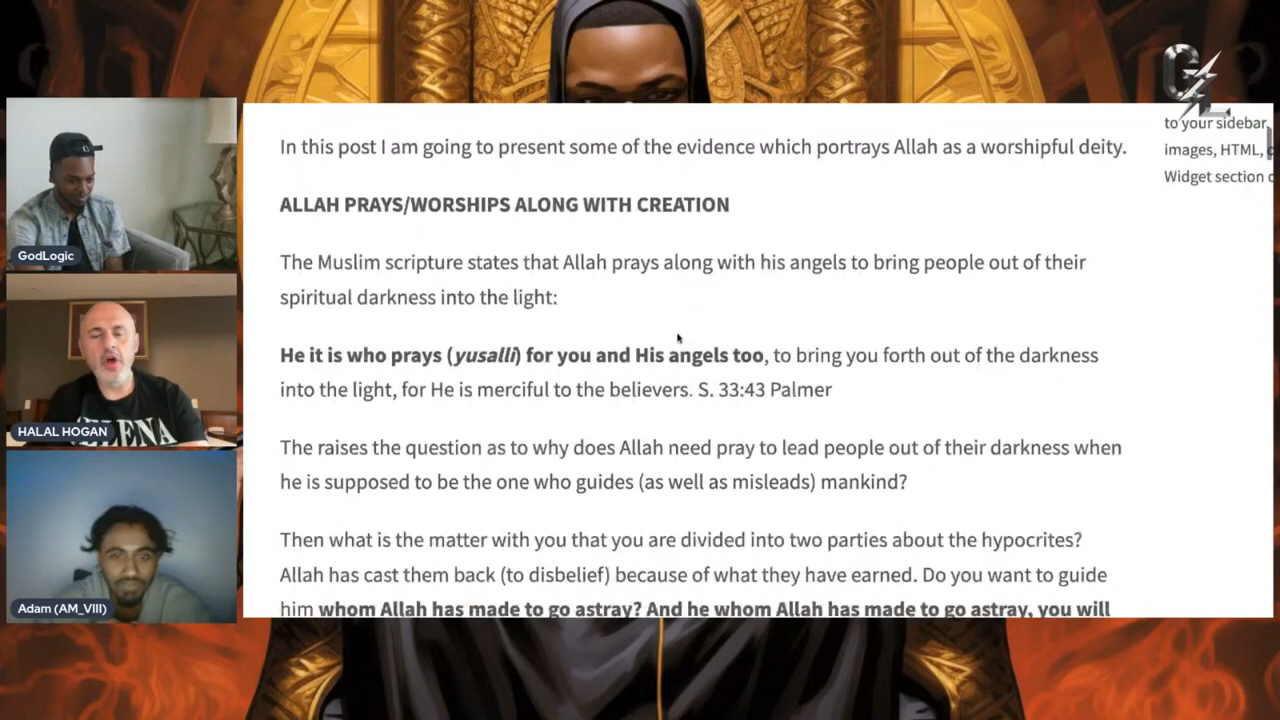 In this post I am going to present some of the evidence which portrays Allah as a worshipful deity.
ALLAH PRAYS/WORSHIPS ALONG WITH CREATION
The Muslim scripture states that Allah prays along with his angels to bring people out of their
spiritual darkness into the light:
He it is who prays (yusalli) for you and His angels too, to bring you forth out of the darkness
into the light, for He is merciful to the believers. S. 33:43 Palmer
The raises the question as to why does Allah need pray to lead people out of their darkness when
he is supposed to be the one who guides (as well as misleads) mankind?
Then what is the matter with you that you are divided into two parties about the hypocrites?
Allah has cast them back (to disbelief) because of what they have earned. Do you want to guide
him whom Allah has made to go astray? And he whom Allah has made to go astray, you will
to your sidebar,
images, HTML,
Widget section
GL
GodLogic
HALAL HOGAN
Adam (AM_VIII)